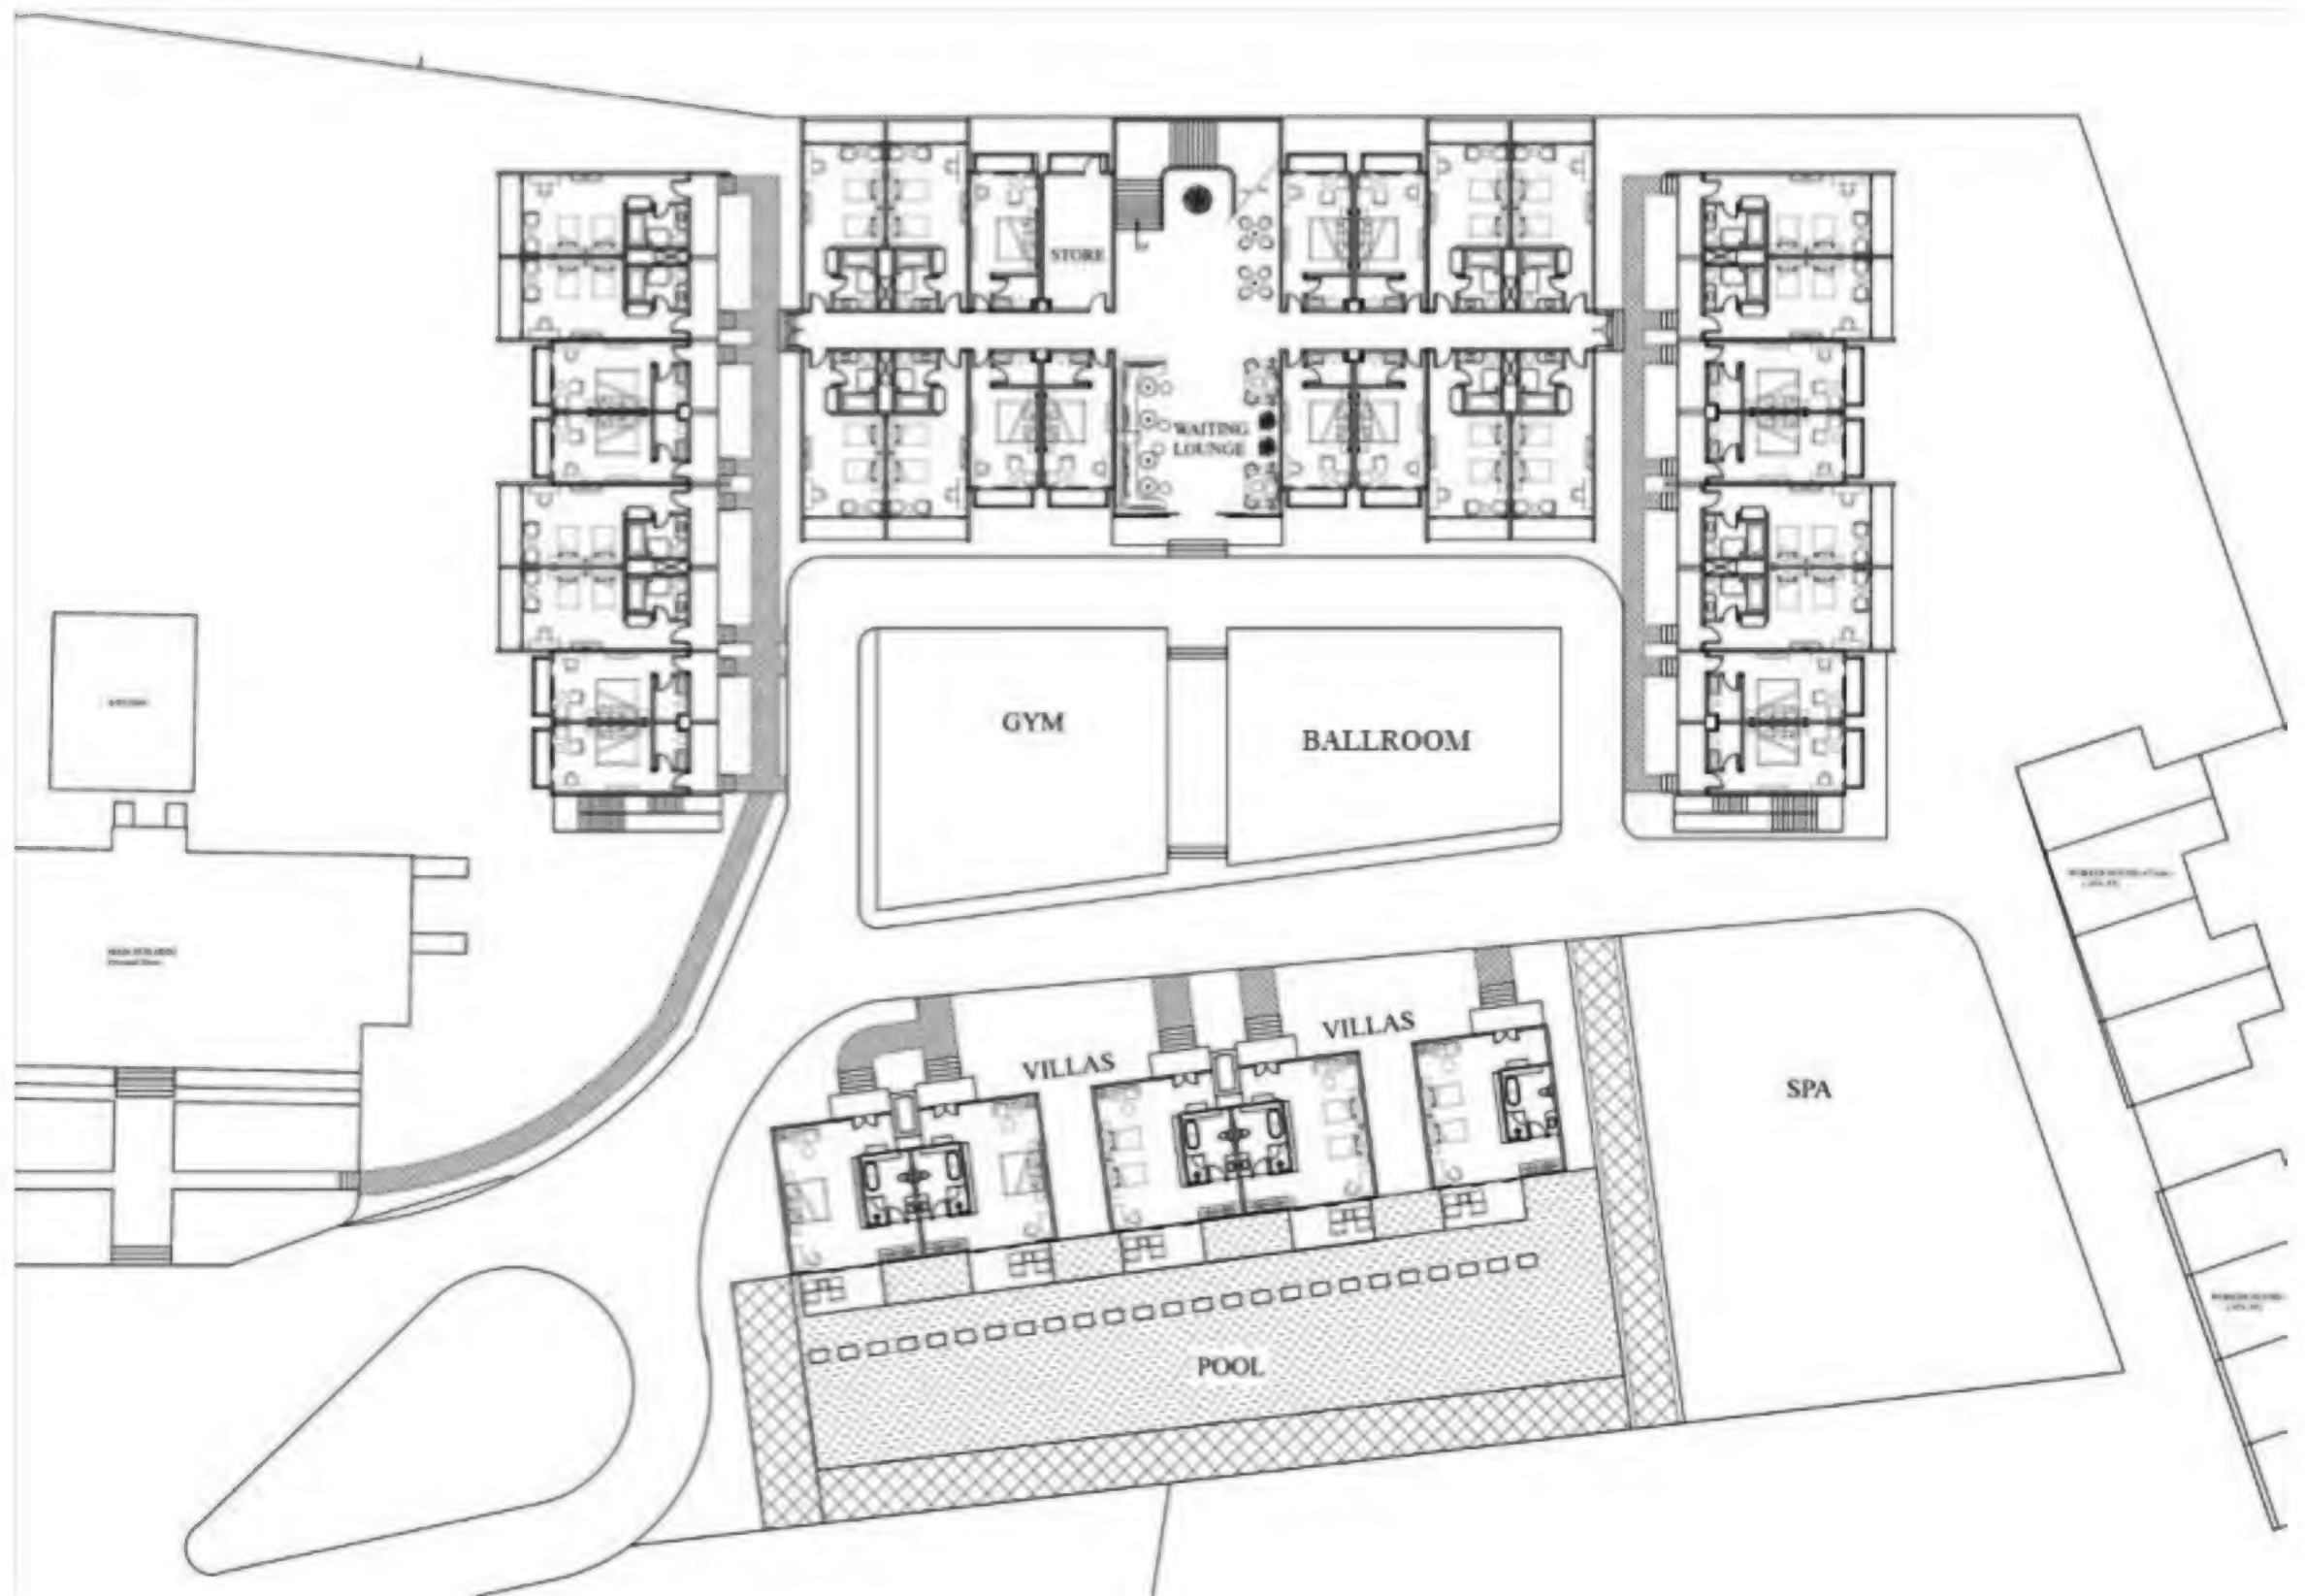 STORE
WAITING
LOUNGE
GYM
BALLROOM
VILLAS
VILLAS
SPA
POOL